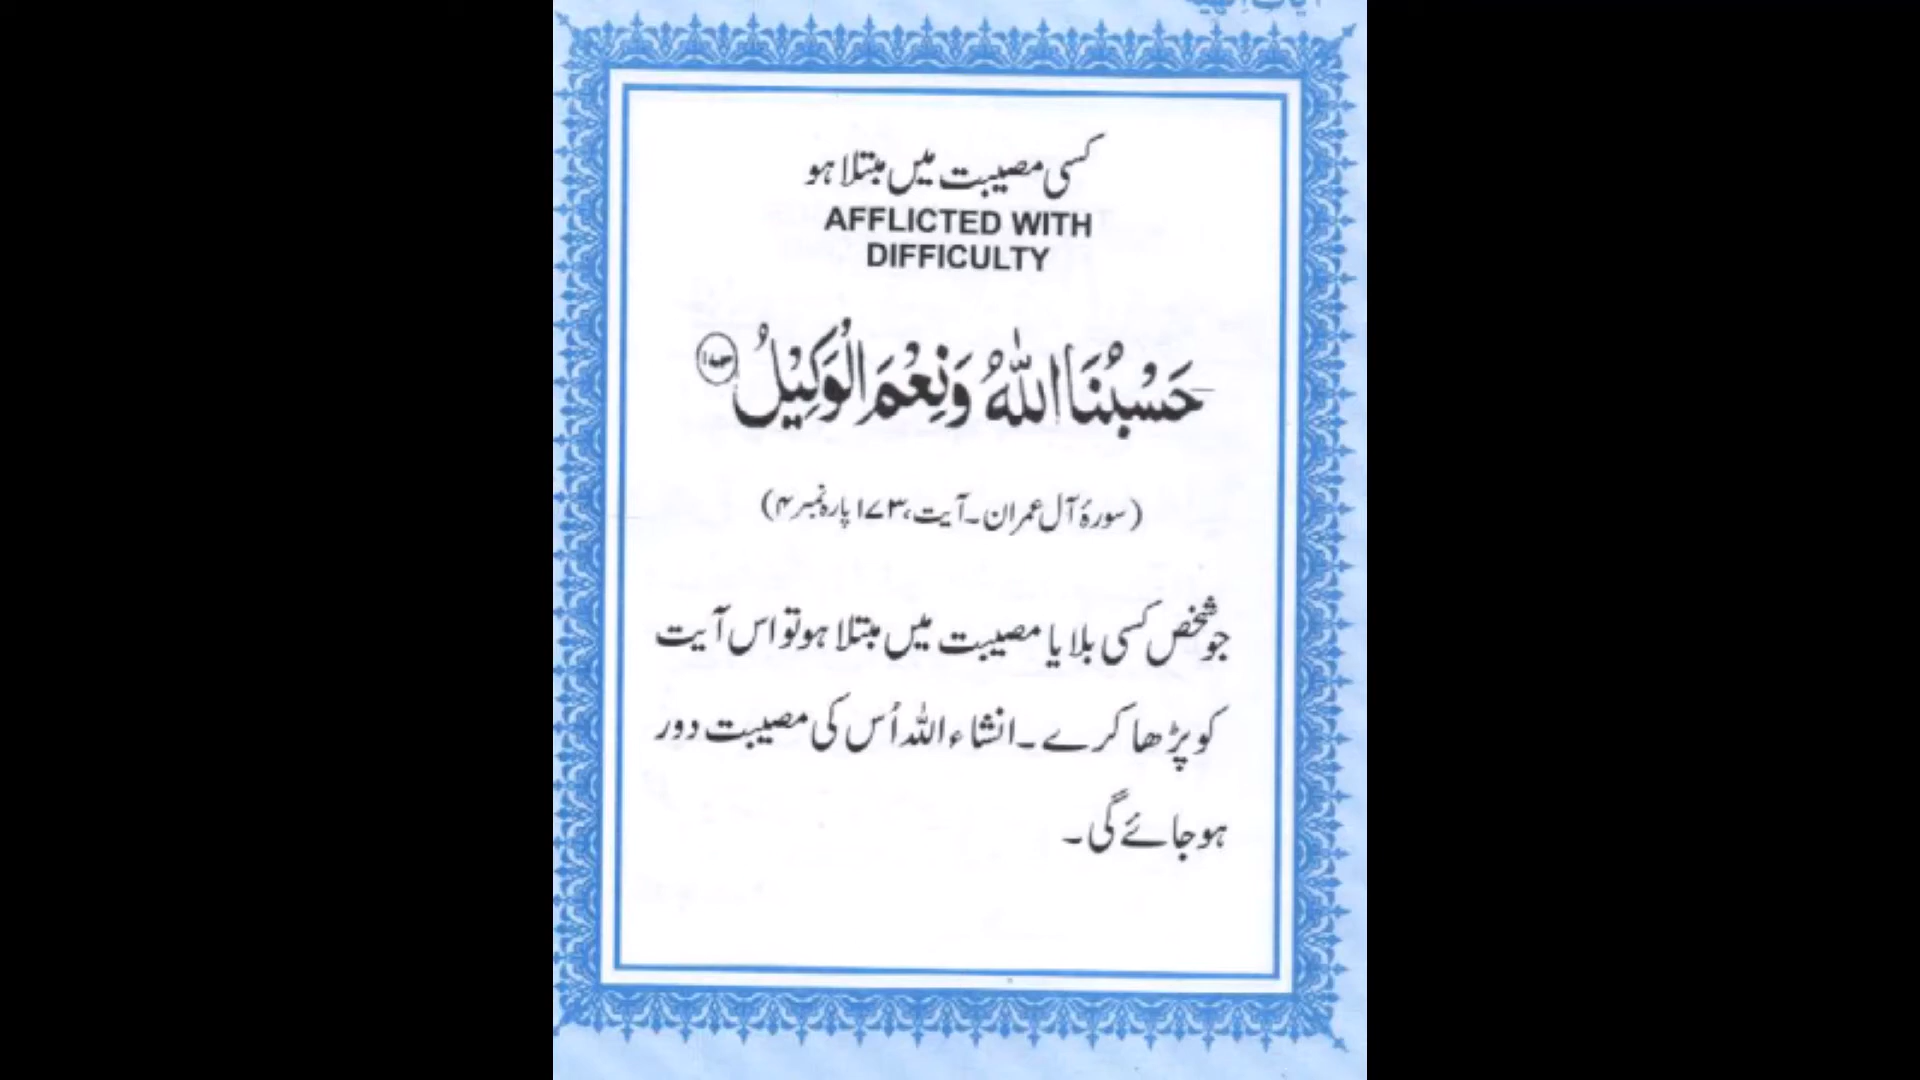 کسی مصیبت میں مبتلا ہو
AFFLICTED WITH
DIFFICULTY
حَسْبُنَا اللّٰهُ وَنِعْمَ الْوَكِيْلُ ۝۱۷۳
(سورۂ آل عمران۔ آیت، ۱۷۳ پارہ نمبر ۴)
جو شخص کسی بلا یا مصیبت میں مبتلا ہو تو اس آیت
کو پڑھا کرے۔ انشاء اللہ اُس کی مصیبت دور
ہو جائے گی۔